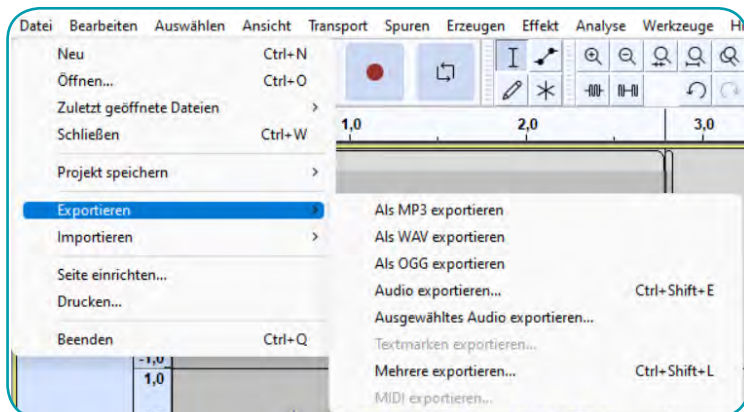 Datei Bearbeiten Auswählen Ansicht Transport Spuren Erzeugen Effekt Analyse Werkzeuge
Neu Ctrl+N
Öffnen... Ctrl+O
Zuletzt geöffnete Dateien >
Schließen Ctrl+W
Projekt speichern >
Exportieren >
Importieren >
Seite einrichten...
Drucken...
Beenden Ctrl+Q
1,0 2,0 3,0
Als MP3 exportieren
Als WAV exportieren
Als OGG exportieren
Audio exportieren... Ctrl+Shift+E
Ausgewähltes Audio exportieren...
Textmarken exportieren...
Mehrere exportieren... Ctrl+Shift+L
MIDI exportieren...
-1,0
1,0